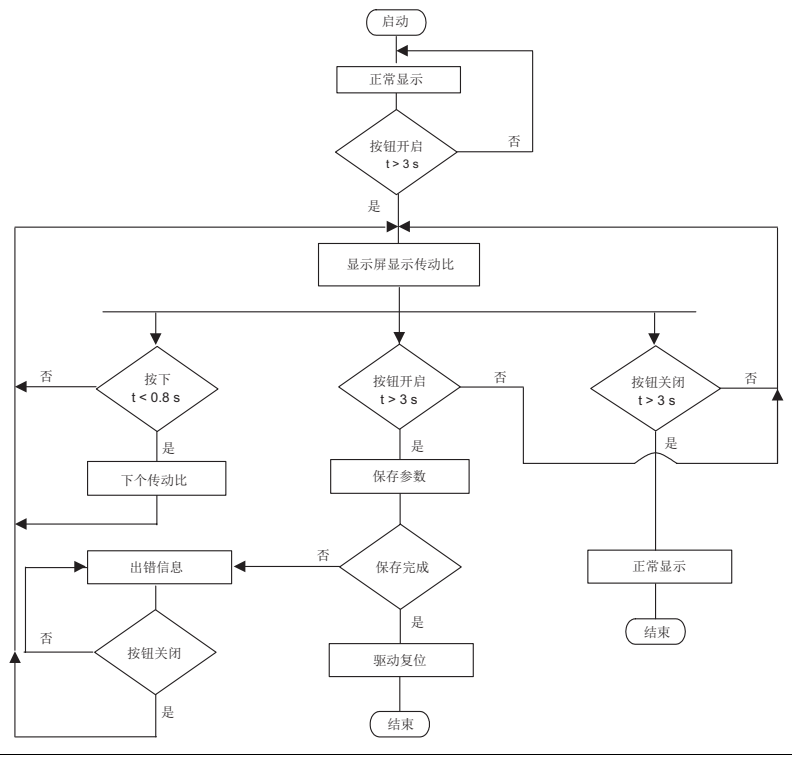 启动
正常显示
按钮开启
t > 3 s
否
是
显示屏显示传动比
否
按下
t < 0.8 s
是
下个传动比
按钮开启
t > 3 s
否
是
保存参数
按钮关闭
t > 3 s
否
是
出错信息
否
保存完成
是
正常显示
结束
否
按钮关闭
是
驱动复位
结束